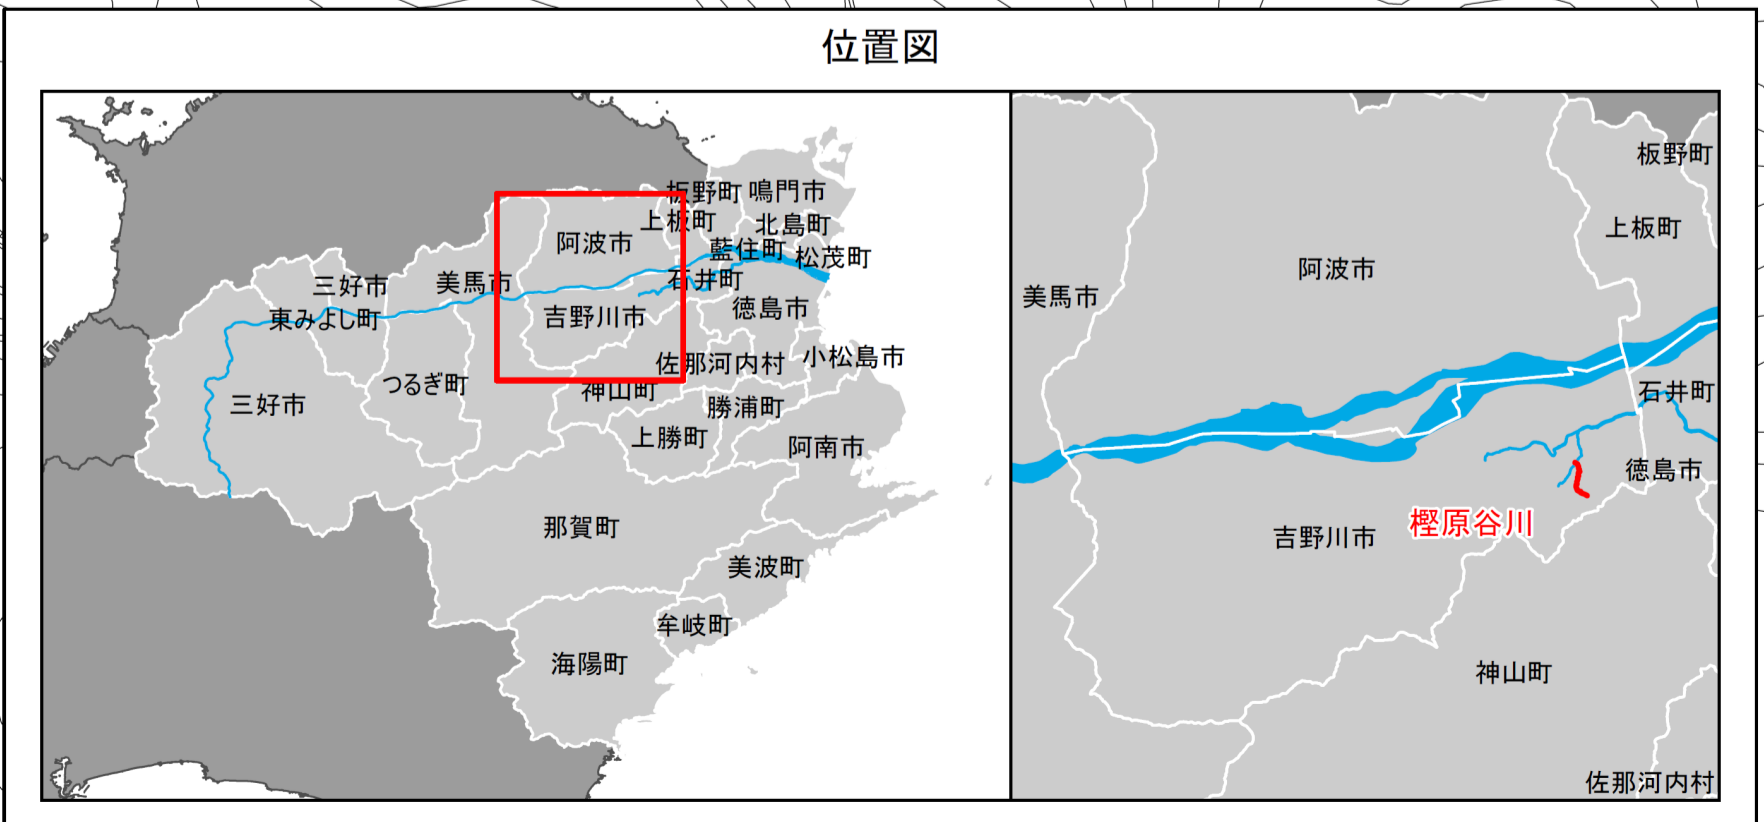 位置図
板野町
鳴門市
上板町
北島町
阿波市
藍住町
松茂町
三好市
美馬市
石井町
東みよし町
吉野川市
徳島市
佐那河内村
小松島市
つるぎ町
神山町
三好市
勝浦町
上勝町
阿南市
那賀町
美波町
牟岐町
海陽町
板野町
上板町
阿波市
美馬市
石井町
徳島市
樫原谷川
吉野川市
神山町
佐那河内村